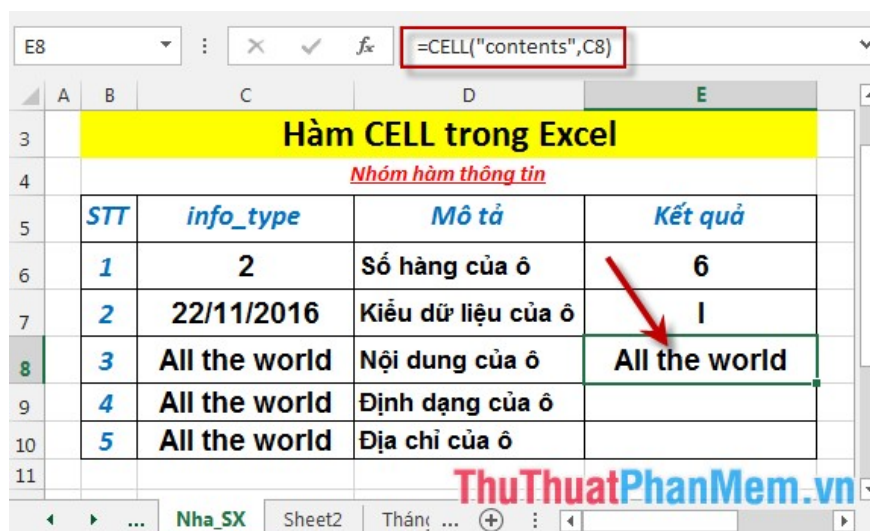 E8 fx =CELL("contents",C8)
A B C D E
3 Hàm CELL trong Excel
4 Nhóm hàm thông tin
5 STT info_type Mô tả Kết quả
6 1 2 Số hàng của ô 6
7 2 22/11/2016 Kiểu dữ liệu của ô l
8 3 All the world Nội dung của ô All the world
9 4 All the world Định dạng của ô
10 5 All the world Địa chỉ của ô
11
ThuThuatPhanMem.vn
... Nha_SX Sheet2 Thán ...